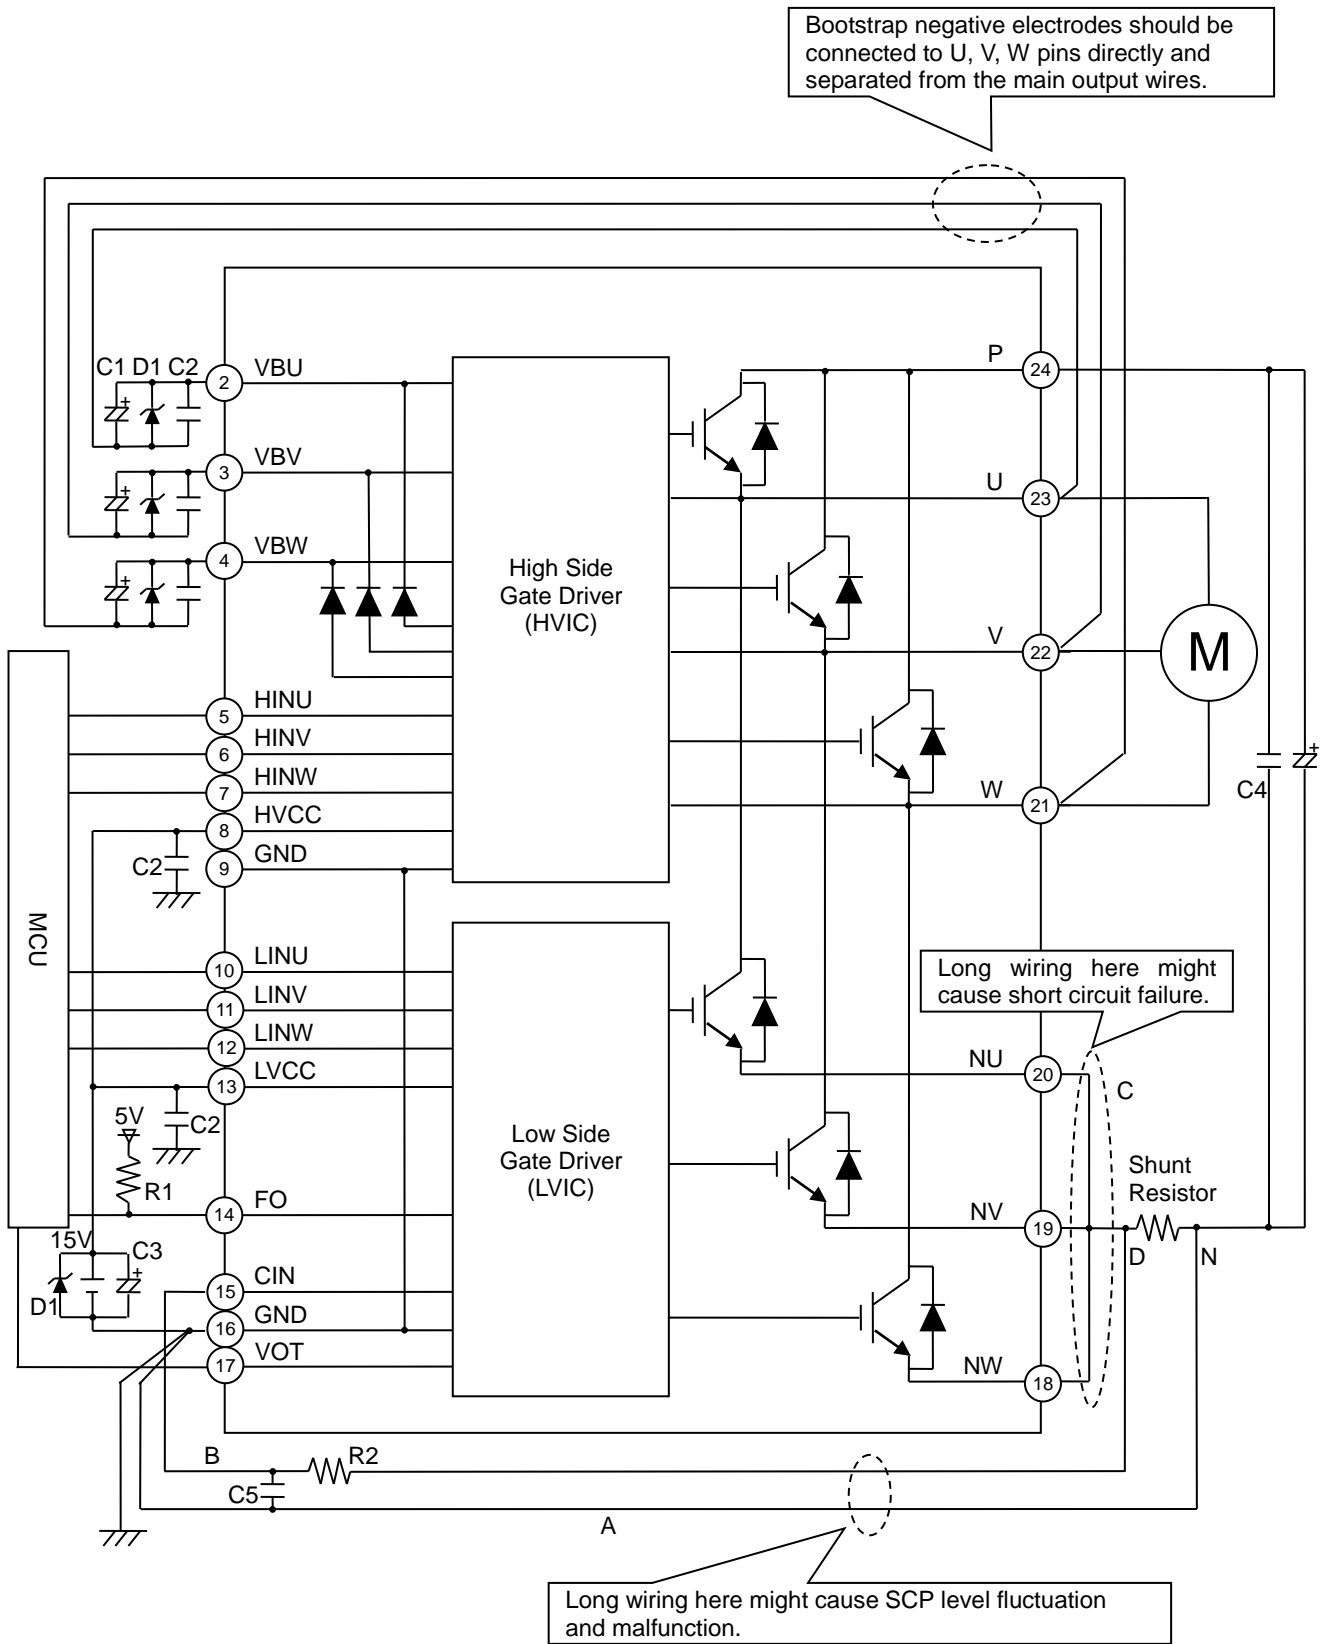 Bootstrap negative electrodes should be
connected to U, V, W pins directly and
separated from the main output wires.
C1 D1 C2
+
2
VBU
P
24
3
VBV
+
U
23
4
VBW
+
High Side
Gate Driver
(HVIC)
V
22
M
5
HINU
6
HINV
7
HINW
8
HVCC
C2
9
GND
W
21
C4
+
MCU
10
LINU
11
LINV
12
LINW
13
LVCC
C2
5V
R1
14
FO
15V
C3
+
D1
15
CIN
16
GND
17
VOT
Low Side
Gate Driver
(LVIC)
Long wiring here might
cause short circuit failure.
NU
20
C
Shunt
Resistor
NV
19
D
N
NW
18
B
R2
C5
A
Long wiring here might cause SCP level fluctuation
and malfunction.